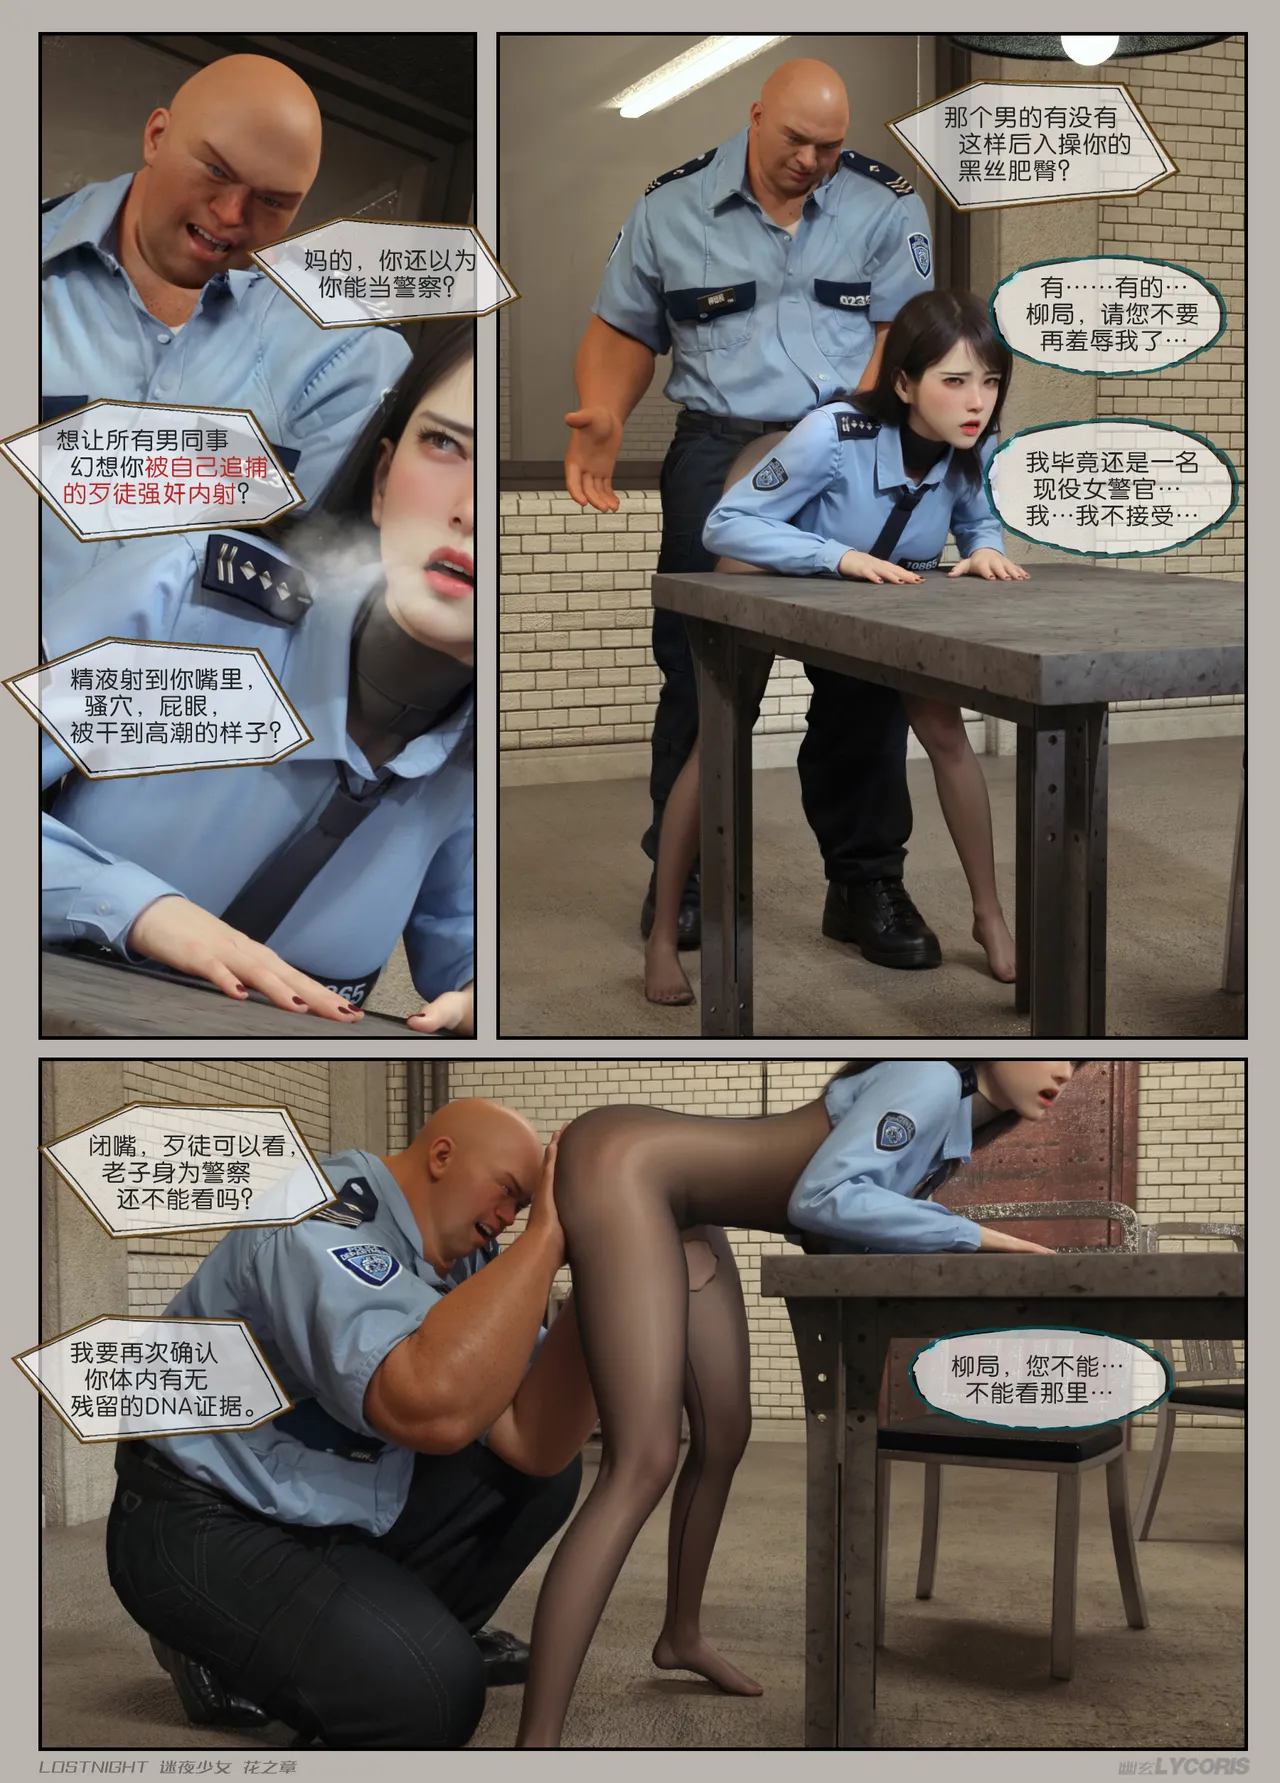 妈的，你还以为
你能当警察？
想让所有男同事
幻想你被自己追捕
的歹徒强奸内射？
精液射到你嘴里，
骚穴，屁眼，
被干到高潮的样子？
那个男的有没有
这样后入操你的
黑丝肥臀？
有……有的…
柳局，请您不要
再羞辱我了…
我毕竟还是一名
现役女警官…
我…我不接受…
10865
闭嘴，歹徒可以看，
老子身为警察
还不能看吗？
我要再次确认
你体内有无
残留的DNA证据。
柳局，您不能…
不能看那里…
LOSTNIGHT 迷夜少女 花之章
幽玄LYCORIS